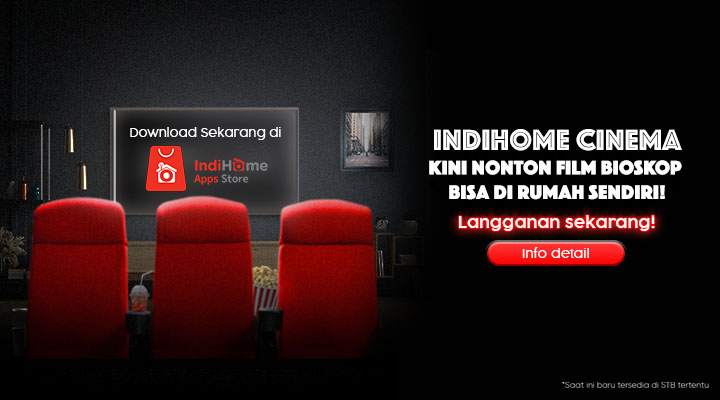 Download Sekarang di
IndiHome
Apps Store
INDIHOME CINEMA
KINI NONTON FILM BIOSKOP
BISA DI RUMAH SENDIRI!
Langganan sekarang!
Info detail
*Saat ini baru tersedia di STB tertentu